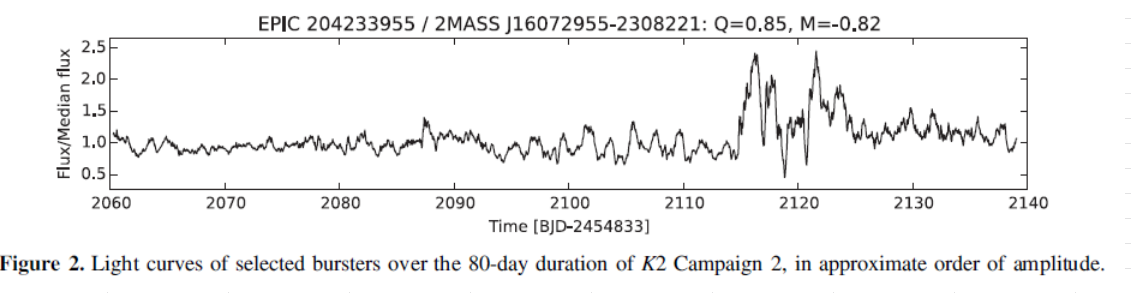 EPIC 204233955 / 2MASS J16072955-2308221: Q=0.85, M=-0.82
Flux/Median flux
2.5
2.0
1.5
1.0
0.5
2060 2070 2080 2090 2100 2110 2120 2130 2140
Time [BJD-2454833]
Figure 2. Light curves of selected bursters over the 80-day duration of K2 Campaign 2, in approximate order of amplitude.